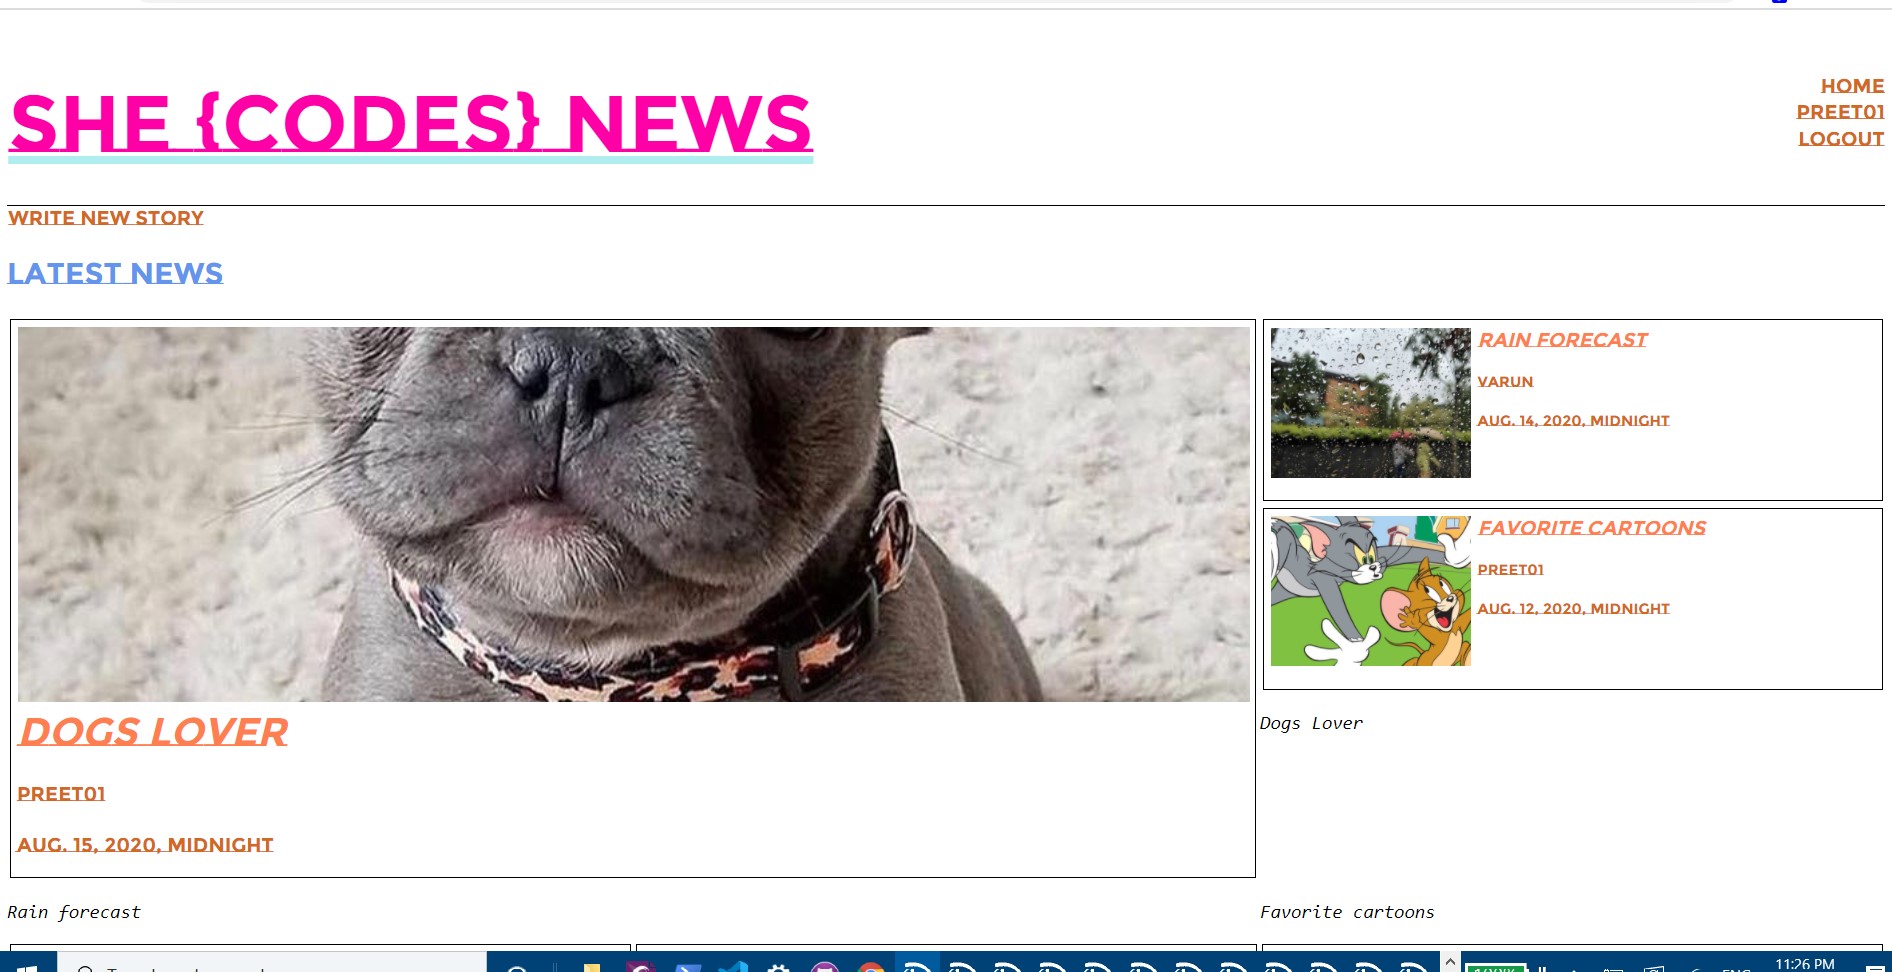 SHE {CODES} NEWS
HOME
PREET01
LOGOUT
WRITE NEW STORY
LATEST NEWS
DOGS LOVER
PREET01
AUG. 15, 2020, MIDNIGHT
RAIN FORECAST
VARUN
AUG. 14, 2020, MIDNIGHT
FAVORITE CARTOONS
PREET01
AUG. 12, 2020, MIDNIGHT
Dogs Lover
Rain forecast
Favorite cartoons
11:26 PM